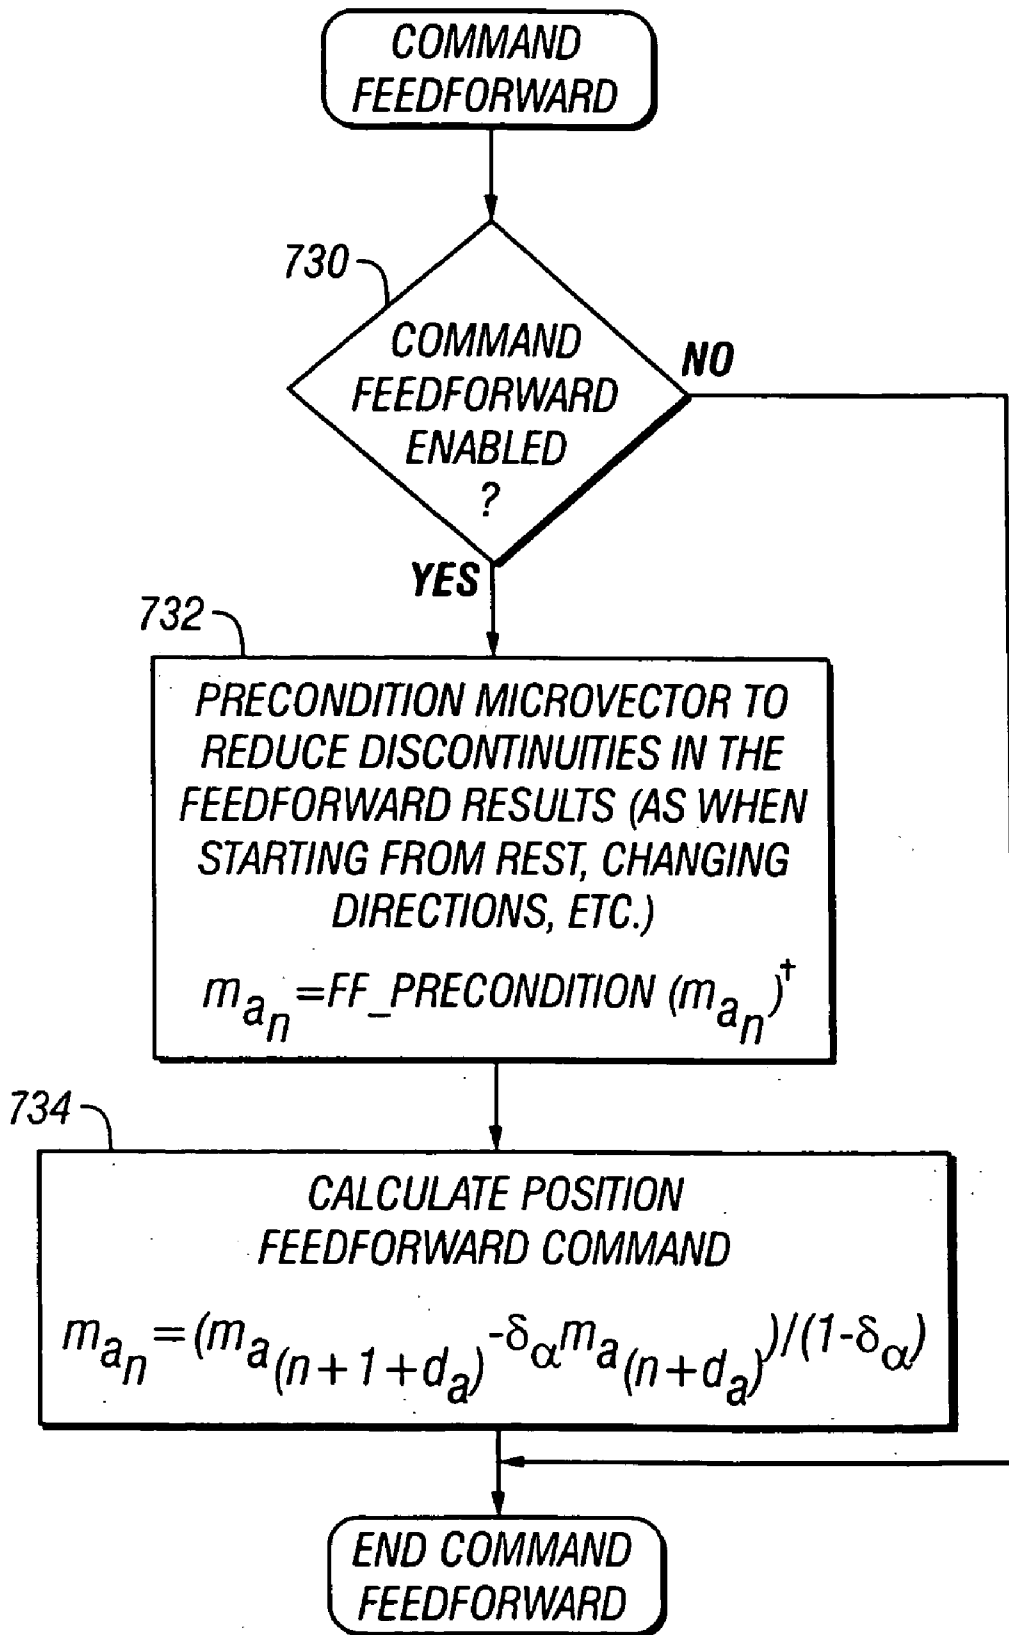 COMMAND
FEEDFORWARD
730
COMMAND
FEEDFORWARD
ENABLED
?
NO
YES
732
PRECONDITION MICROVECTOR TO
REDUCE DISCONTINUITIES IN THE
FEEDFORWARD RESULTS (AS WHEN
STARTING FROM REST, CHANGING
DIRECTIONS, ETC.)
m_{a_n} = FF_PRECONDITION (m_{a_n})^†
734
CALCULATE POSITION
FEEDFORWARD COMMAND
m_{a_n} = (m_{a_{(n+1+d_a)}} -δ_α m_{a_{(n+d_a)}})/(1-δ_α)
END COMMAND
FEEDFORWARD